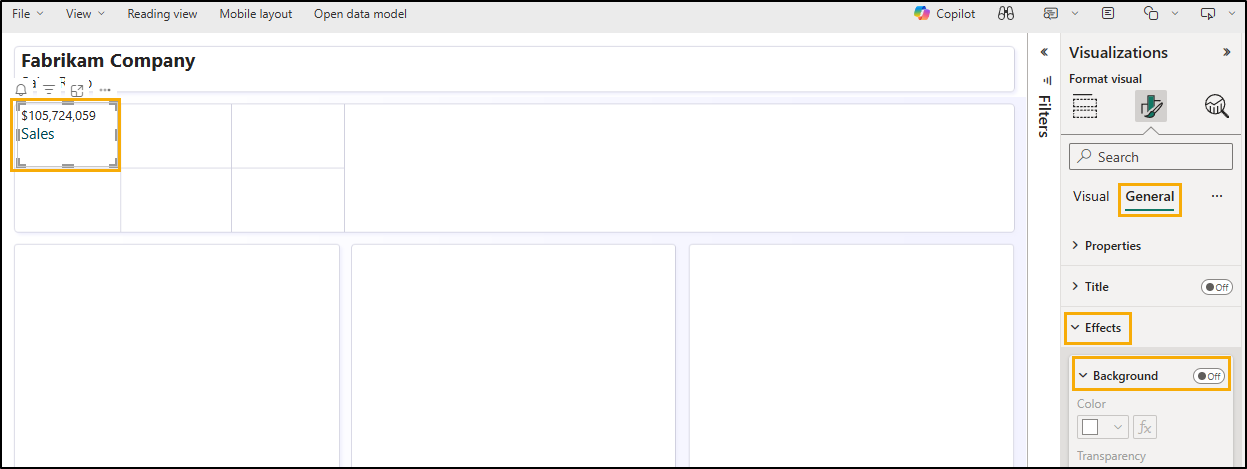 File View Reading view Mobile layout Open data model Copilot
Fabrikam Company
$105,724,059
Sales
Filters
Visualizations
Format visual
Search
Visual General
Properties
Title Off
Effects
Background Off
Color
fx
Transparency